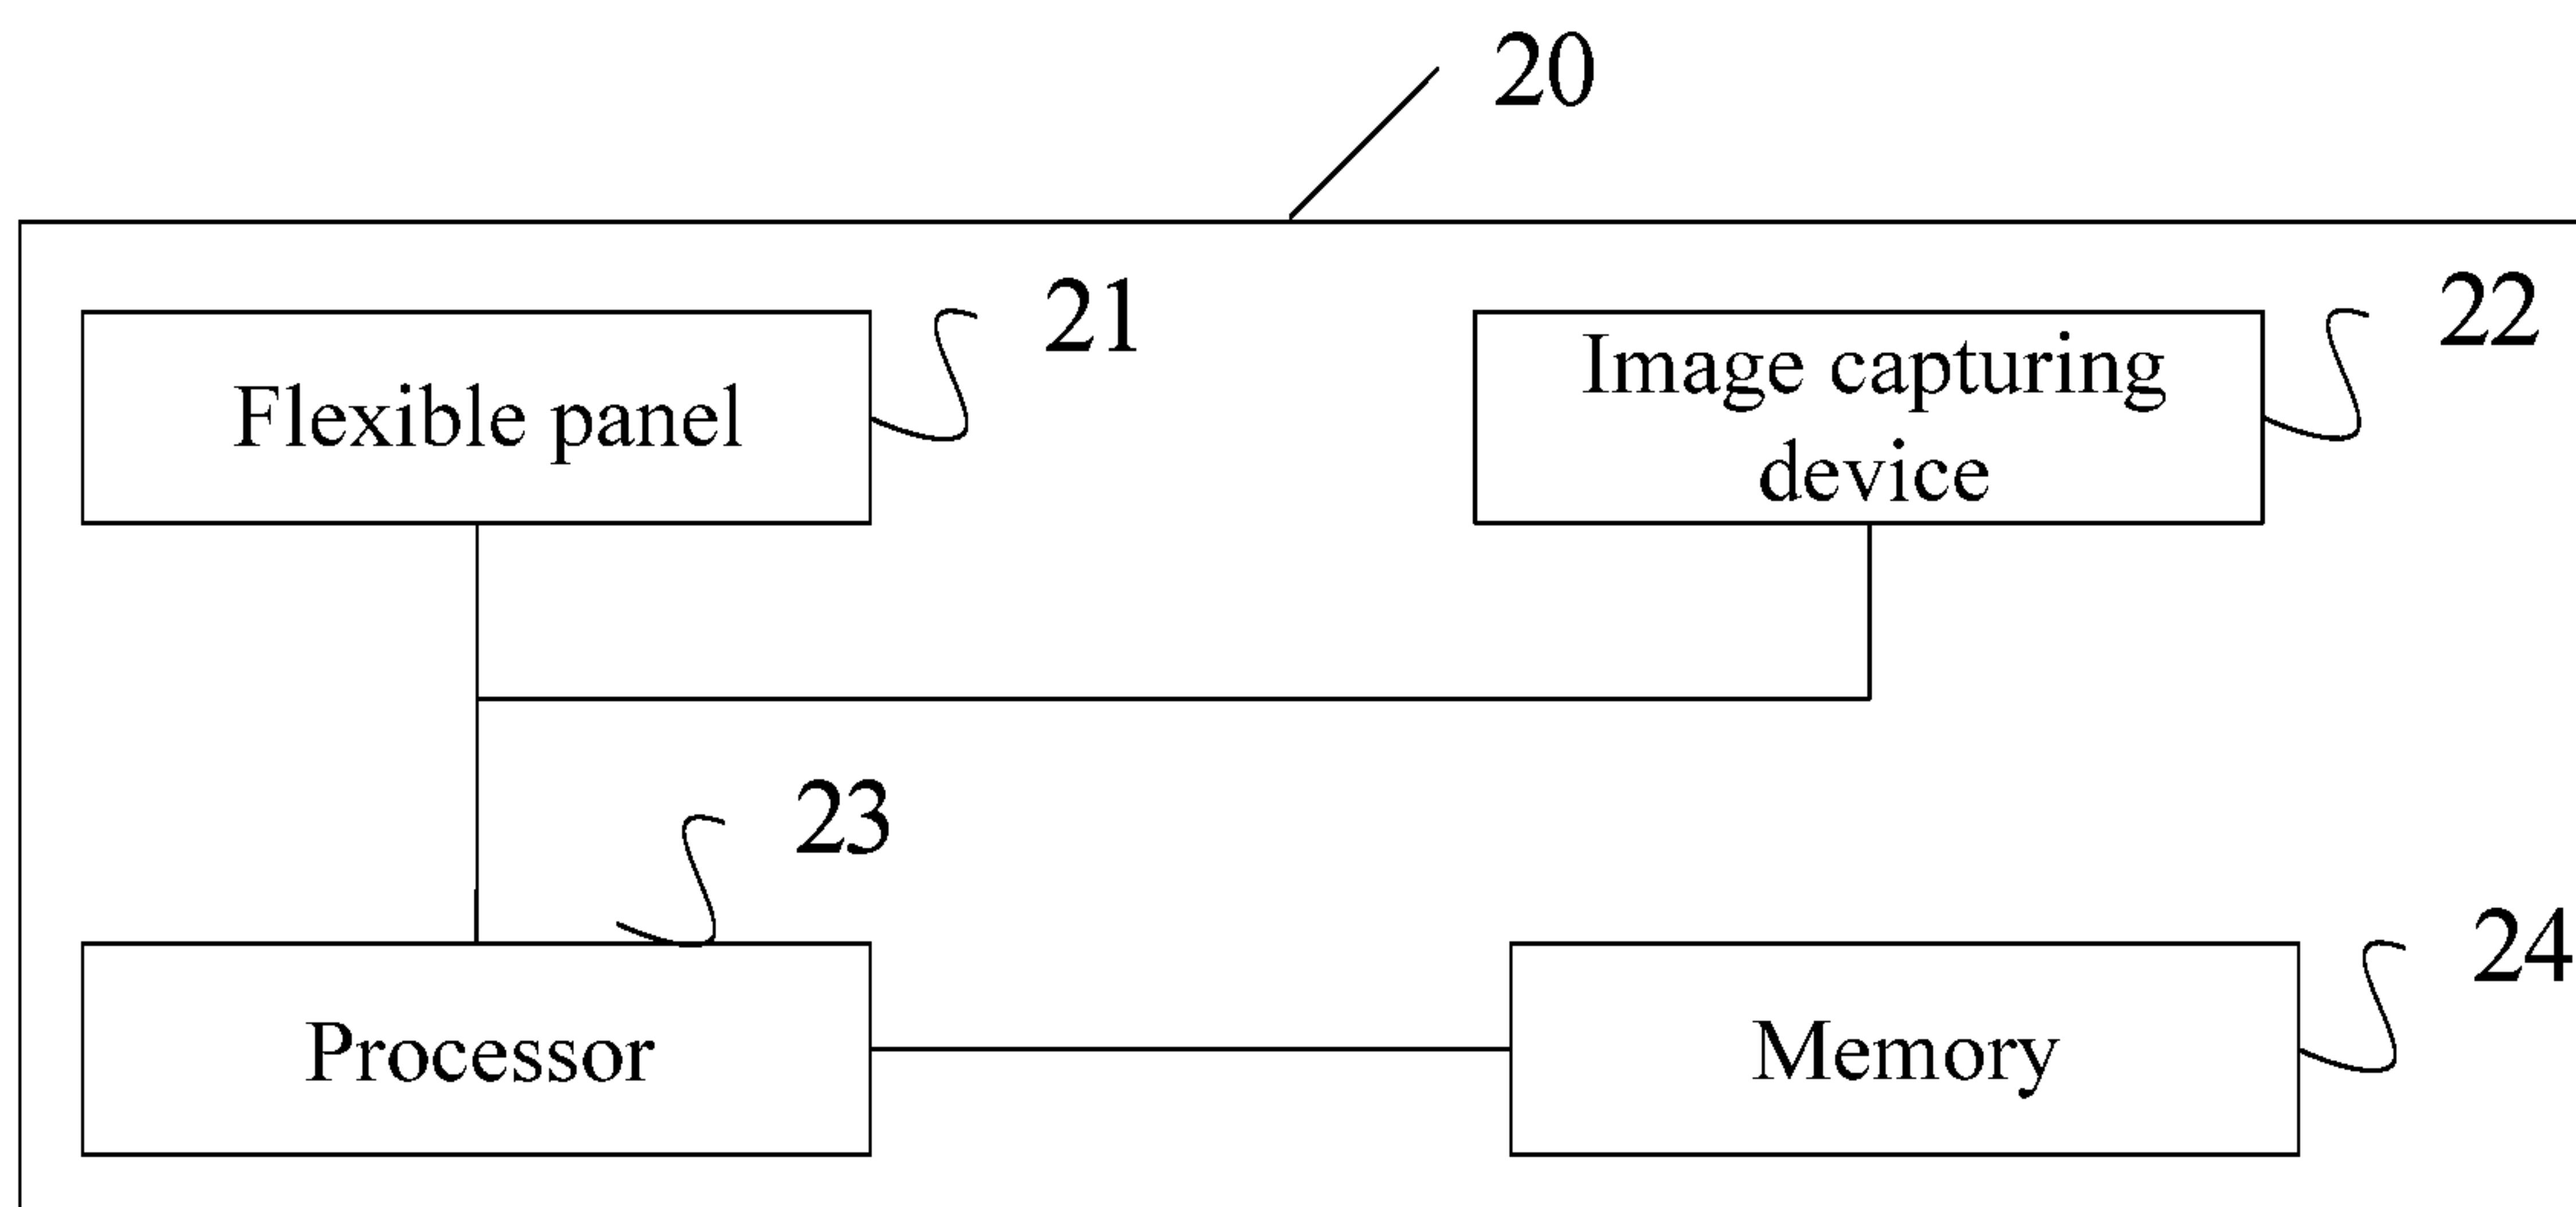 20
21
22
Flexible panel
Image capturing
device
23
24
Processor
Memory